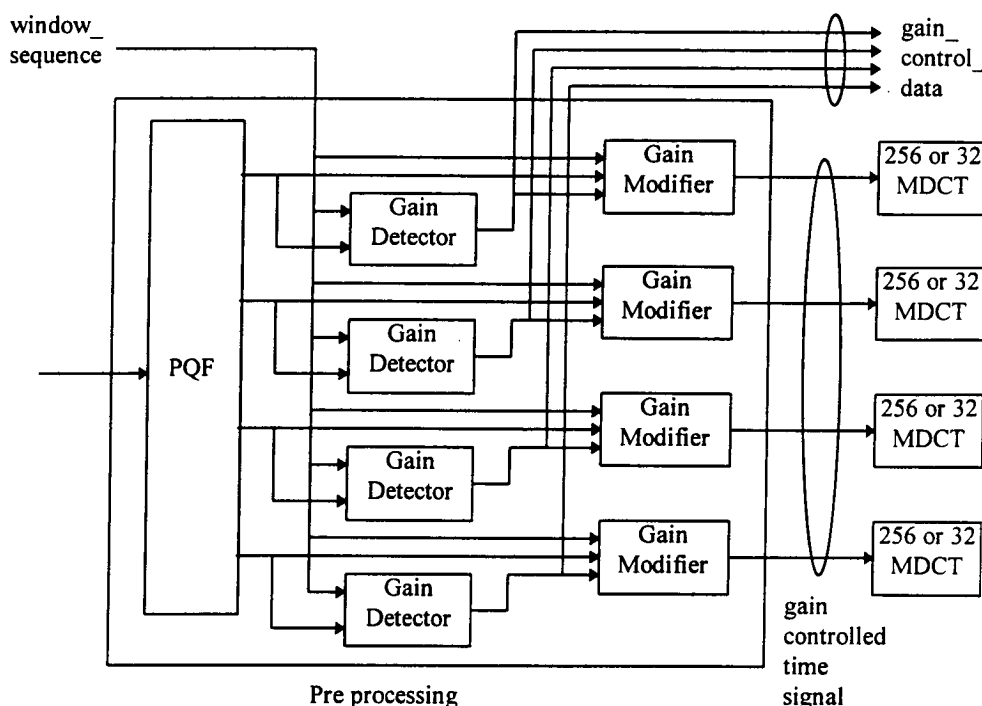 window_
sequence
gain_
control_
data
Gain
Modifier
256 or 32
MDCT
Gain
Detector
Gain
Modifier
256 or 32
MDCT
Gain
Detector
PQF
Gain
Modifier
256 or 32
MDCT
Gain
Detector
Gain
Modifier
256 or 32
MDCT
Gain
Detector
gain
controlled
time
signal
Pre processing